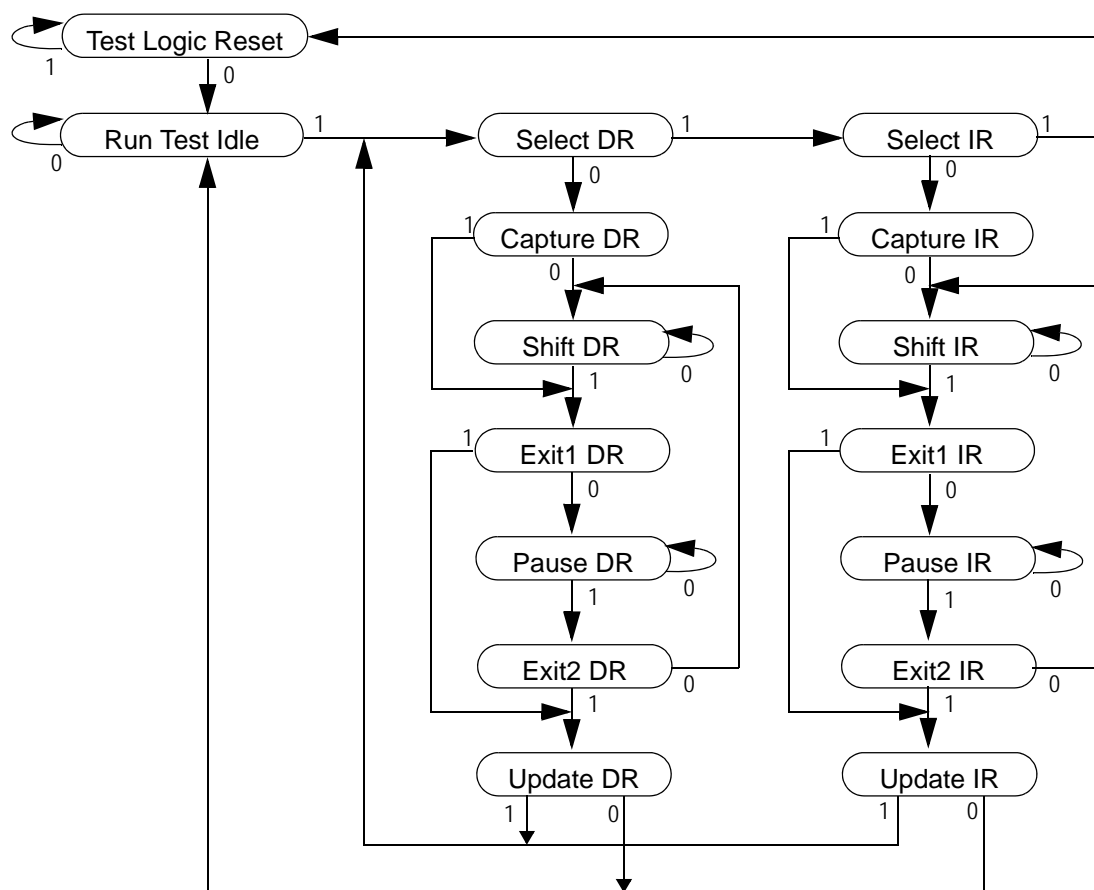 Test Logic Reset
1
0
Run Test Idle
1
Select DR
1
Select IR
1
0
0
0
1
Capture DR
1
Capture IR
0
0
Shift DR
0
Shift IR
0
1
1
1
Exit1 DR
1
Exit1 IR
0
0
Pause DR
0
Pause IR
0
1
1
Exit2 DR
0
Exit2 IR
0
1
1
Update DR
Update IR
1
0
1
0